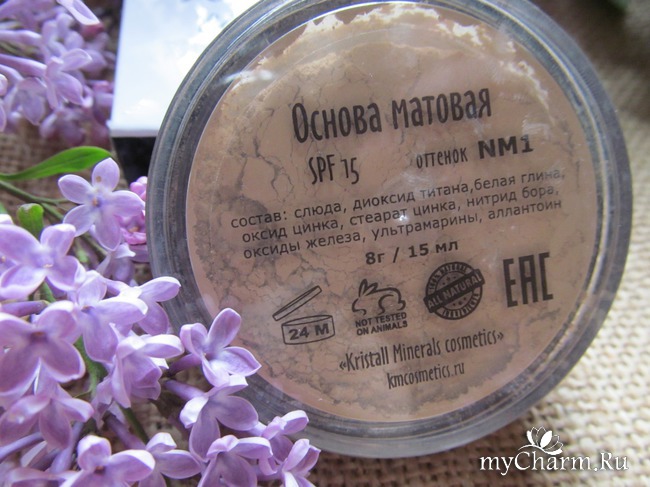 Основа матовая
SPF 15 оттенок NM1
состав: слюда, диоксид титана,белая глина,
оксид цинка, стеарат цинка, нитрид бора,
оксиды железа, ультрамарины, аллантоин
8г / 15 мл
24 M
NOT TESTED
ON ANIMALS
ALL NATURAL
EAC
«Kristall Minerals cosmetics»
kmcosmetics.ru
myCharm.Ru